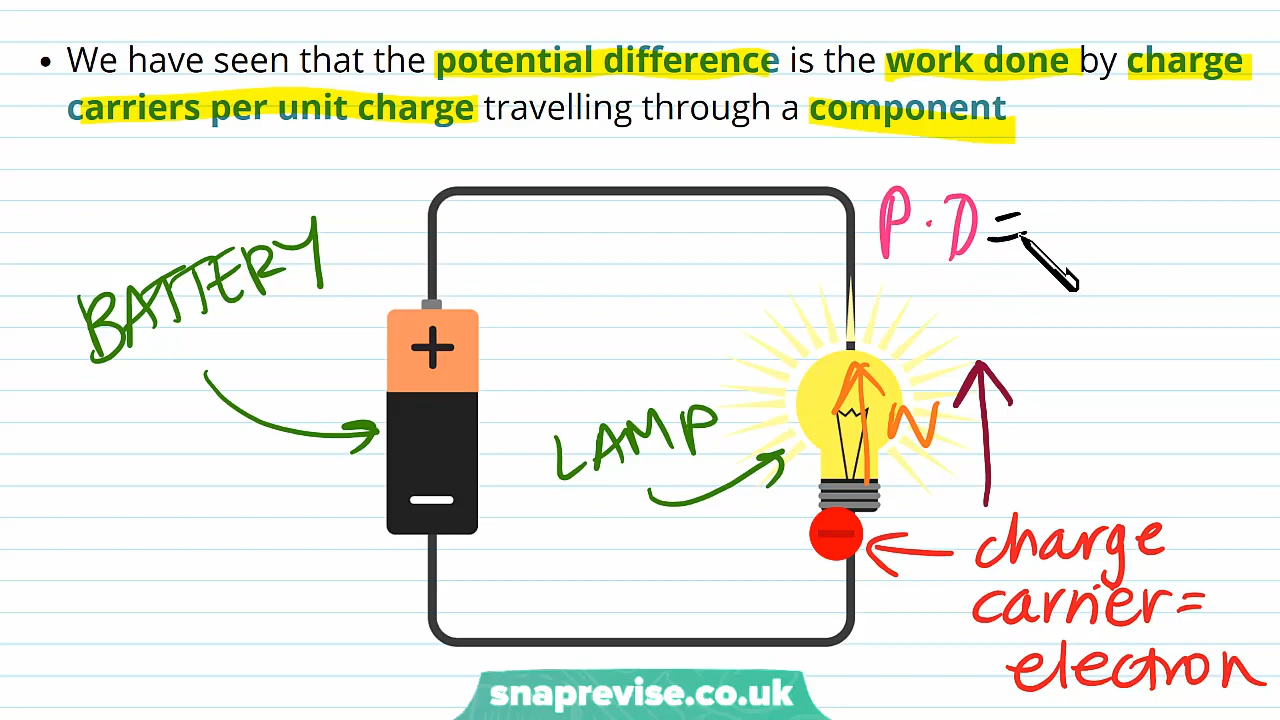 • We have seen that the potential difference is the work done by charge
carriers per unit charge travelling through a component
P.D=
BATTERY
+
LAMP
W
charge
carrier=
electron
snaprevise.co.uk